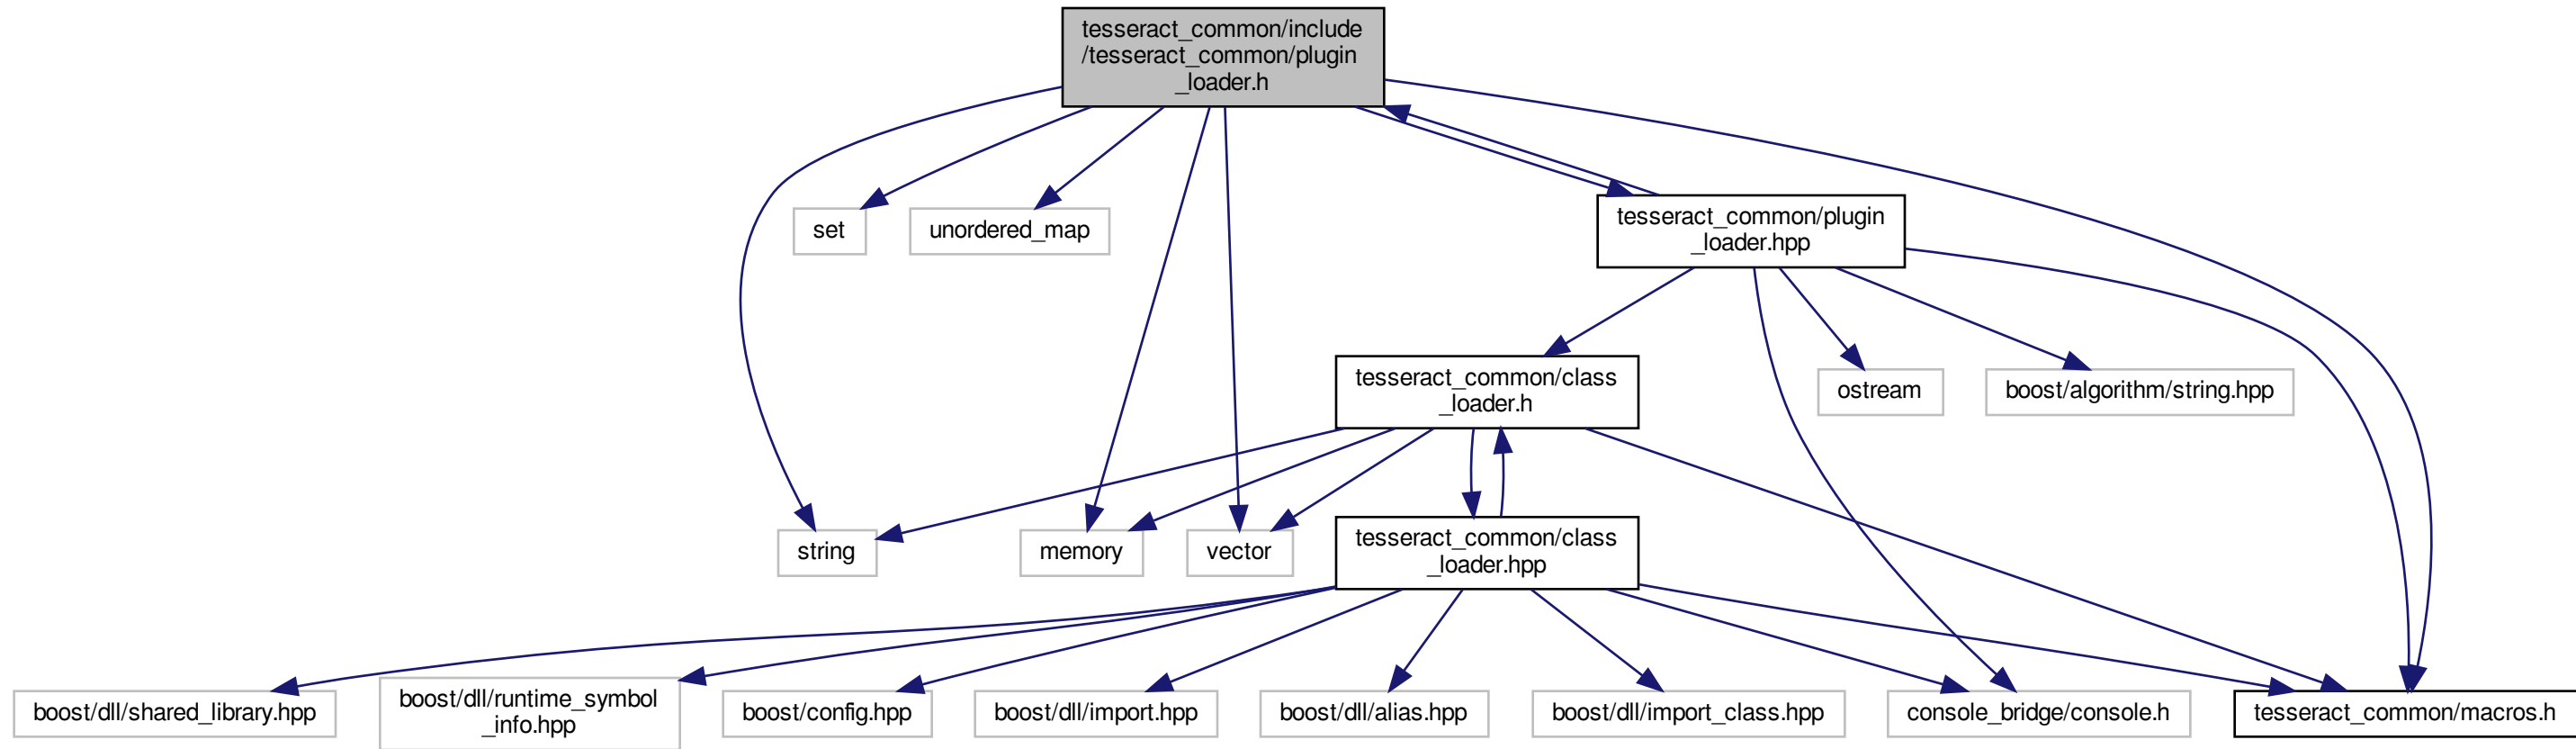 tesseract_common/include
/tesseract_common/plugin
_loader.h
set
unordered_map
tesseract_common/plugin
_loader.hpp
tesseract_common/class
_loader.h
ostream
boost/algorithm/string.hpp
string
memory
vector
tesseract_common/class
_loader.hpp
boost/dll/shared_library.hpp
boost/dll/runtime_symbol
_info.hpp
boost/config.hpp
boost/dll/import.hpp
boost/dll/alias.hpp
boost/dll/import_class.hpp
console_bridge/console.h
tesseract_common/macros.h